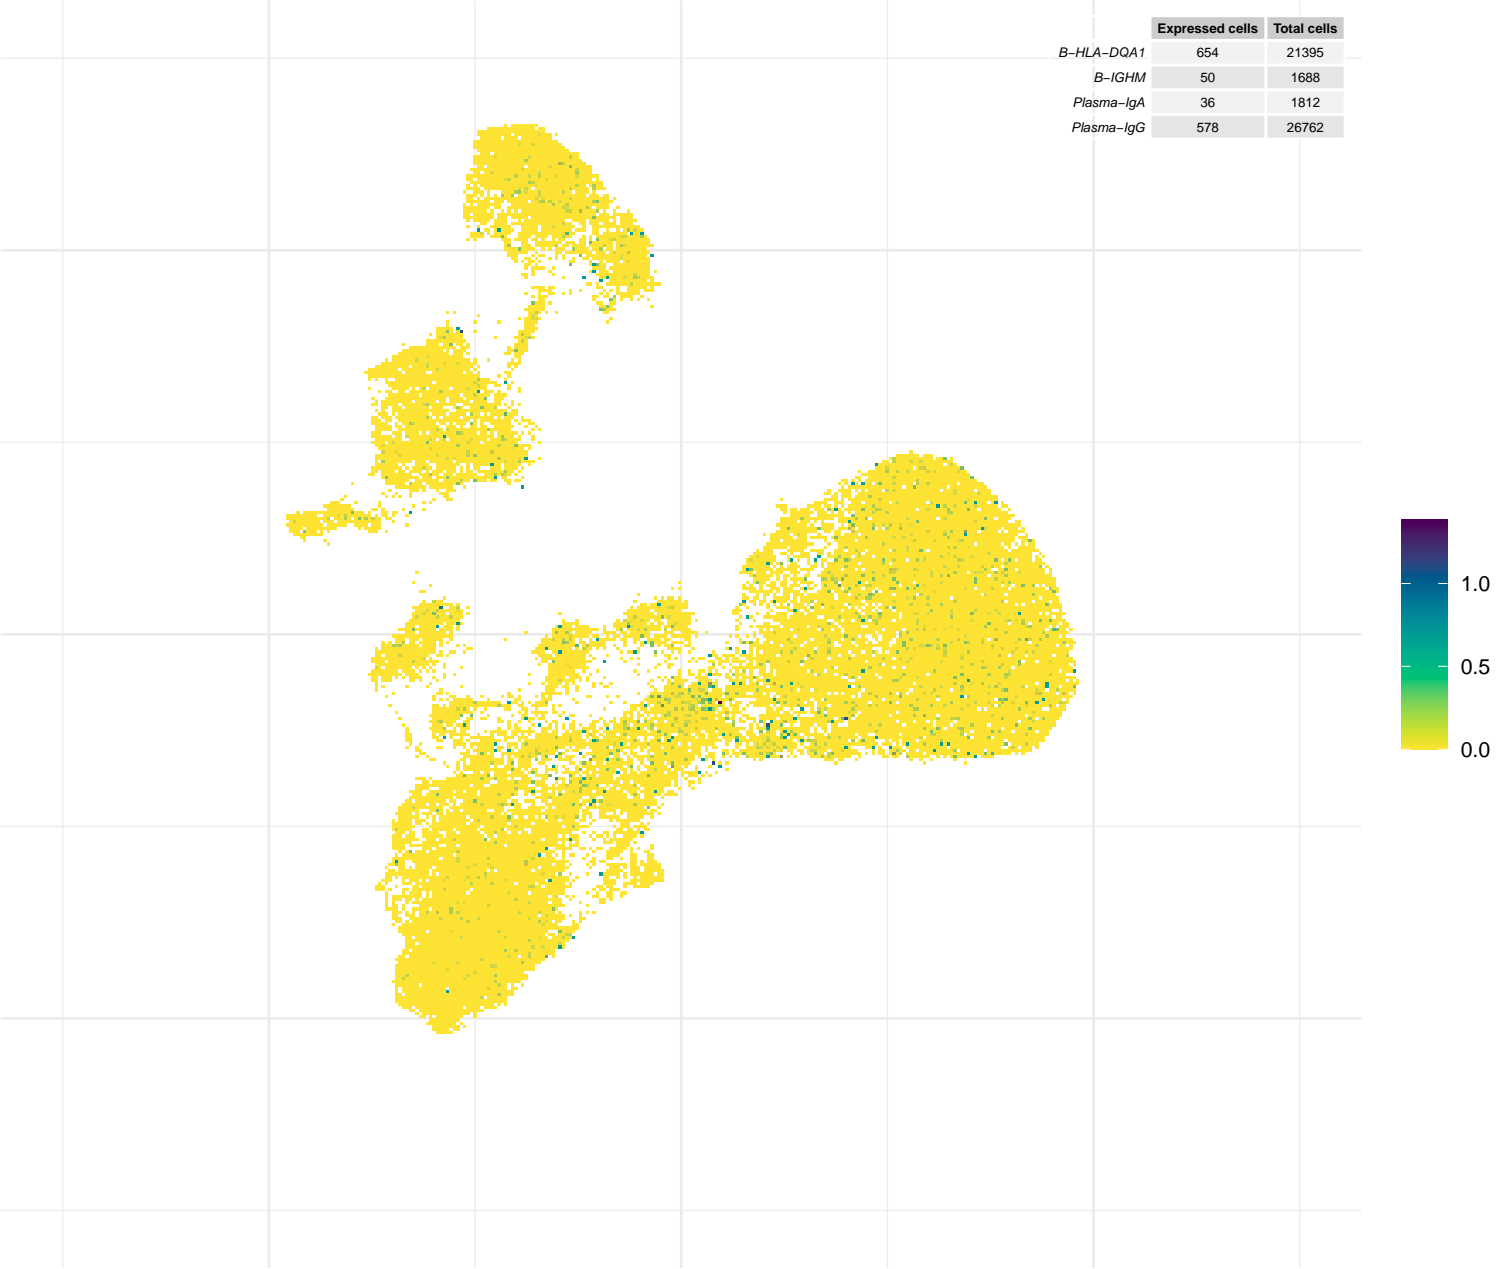 Expressed cells Total cells
B−HLA−DQA1 654 21395
B−IGHM 50 1688
Plasma−IgA 36 1812
Plasma−IgG 578 26762
1.0
0.5
0.0